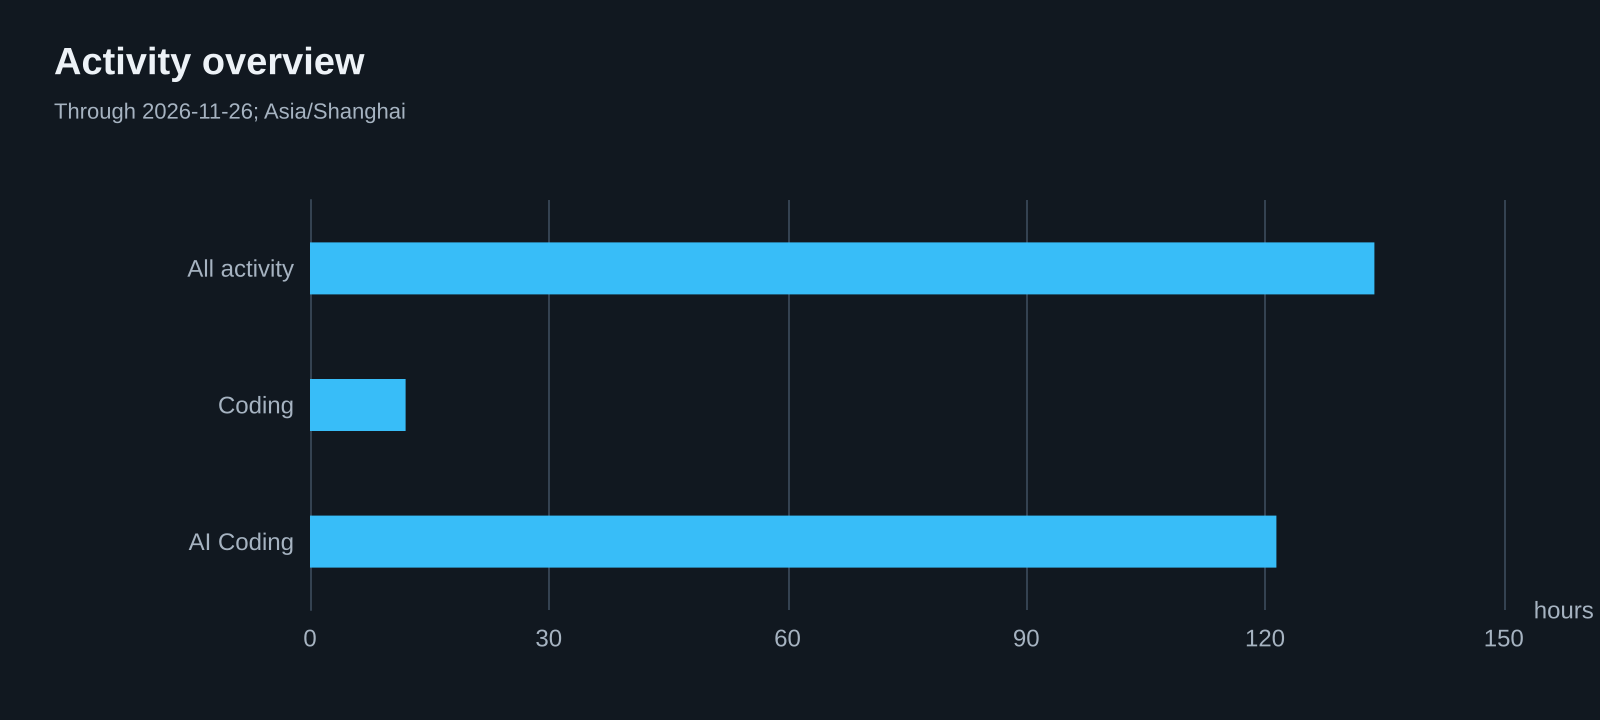 Activity overview
Through 2026-11-26; Asia/Shanghai
All activity
Coding
AI Coding
hours
0 30 60 90 120 150